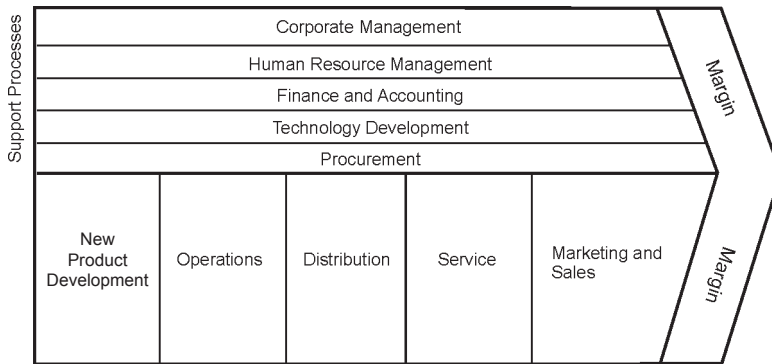 Support Processes
Corporate Management
Human Resource Management
Finance and Accounting
Technology Development
Procurement
Margin
New
Product
Development
Operations
Distribution
Service
Marketing and
Sales
Margin